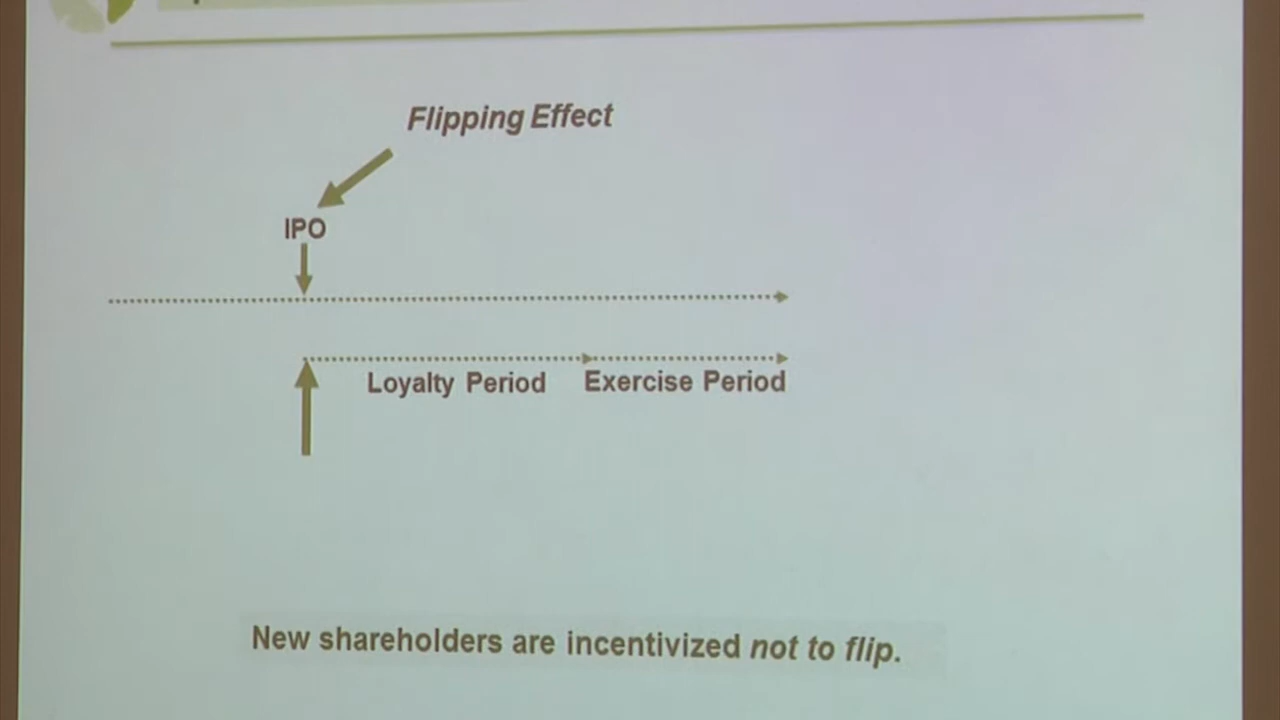 Flipping Effect
IPO
Loyalty Period Exercise Period
New shareholders are incentivized not to flip.